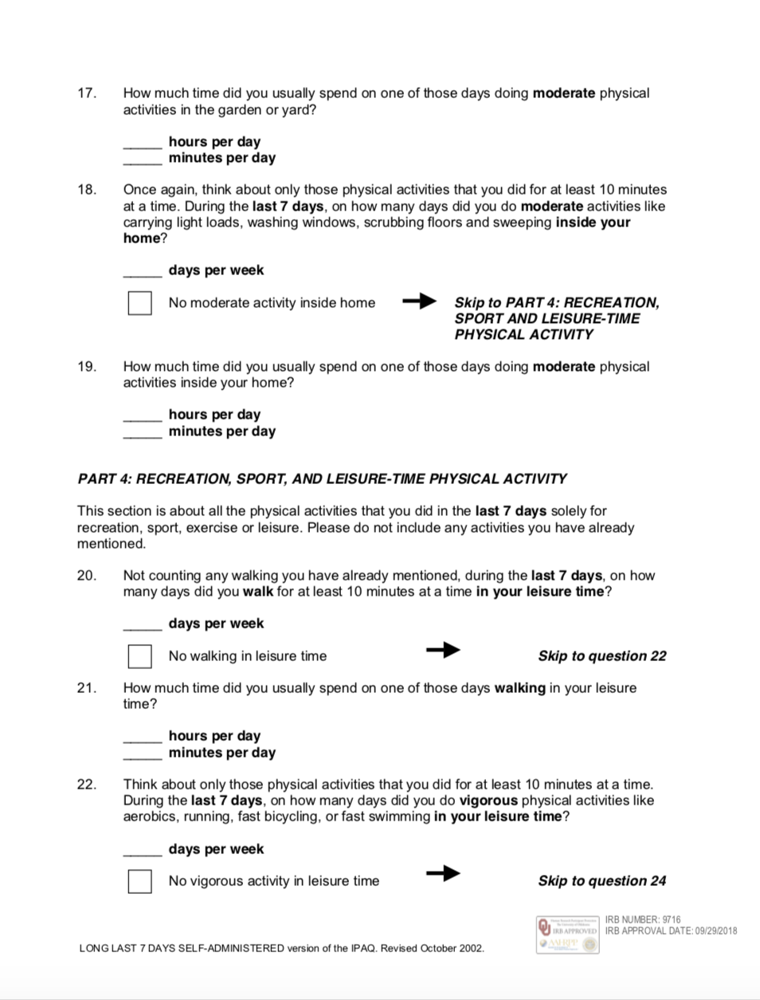 17. How much time did you usually spend on one of those days doing moderate physical
activities in the garden or yard?
_____ hours per day
_____ minutes per day
18. Once again, think about only those physical activities that you did for at least 10 minutes
at a time. During the last 7 days, on how many days did you do moderate activities like
carrying light loads, washing windows, scrubbing floors and sweeping inside your
home?
_____ days per week
No moderate activity inside home Skip to PART 4: RECREATION,
SPORT AND LEISURE-TIME
PHYSICAL ACTIVITY
19. How much time did you usually spend on one of those days doing moderate physical
activities inside your home?
_____ hours per day
_____ minutes per day
PART 4: RECREATION, SPORT, AND LEISURE-TIME PHYSICAL ACTIVITY
This section is about all the physical activities that you did in the last 7 days solely for
recreation, sport, exercise or leisure. Please do not include any activities you have already
mentioned.
20. Not counting any walking you have already mentioned, during the last 7 days, on how
many days did you walk for at least 10 minutes at a time in your leisure time?
_____ days per week
No walking in leisure time Skip to question 22
21. How much time did you usually spend on one of those days walking in your leisure
time?
_____ hours per day
_____ minutes per day
22. Think about only those physical activities that you did for at least 10 minutes at a time.
During the last 7 days, on how many days did you do vigorous physical activities like
aerobics, running, fast bicycling, or fast swimming in your leisure time?
_____ days per week
No vigorous activity in leisure time Skip to question 24
IRB APPROVED
IRB NUMBER: 9716
IRB APPROVAL DATE: 09/29/2018
LONG LAST 7 DAYS SELF-ADMINISTERED version of the IPAQ. Revised October 2002.